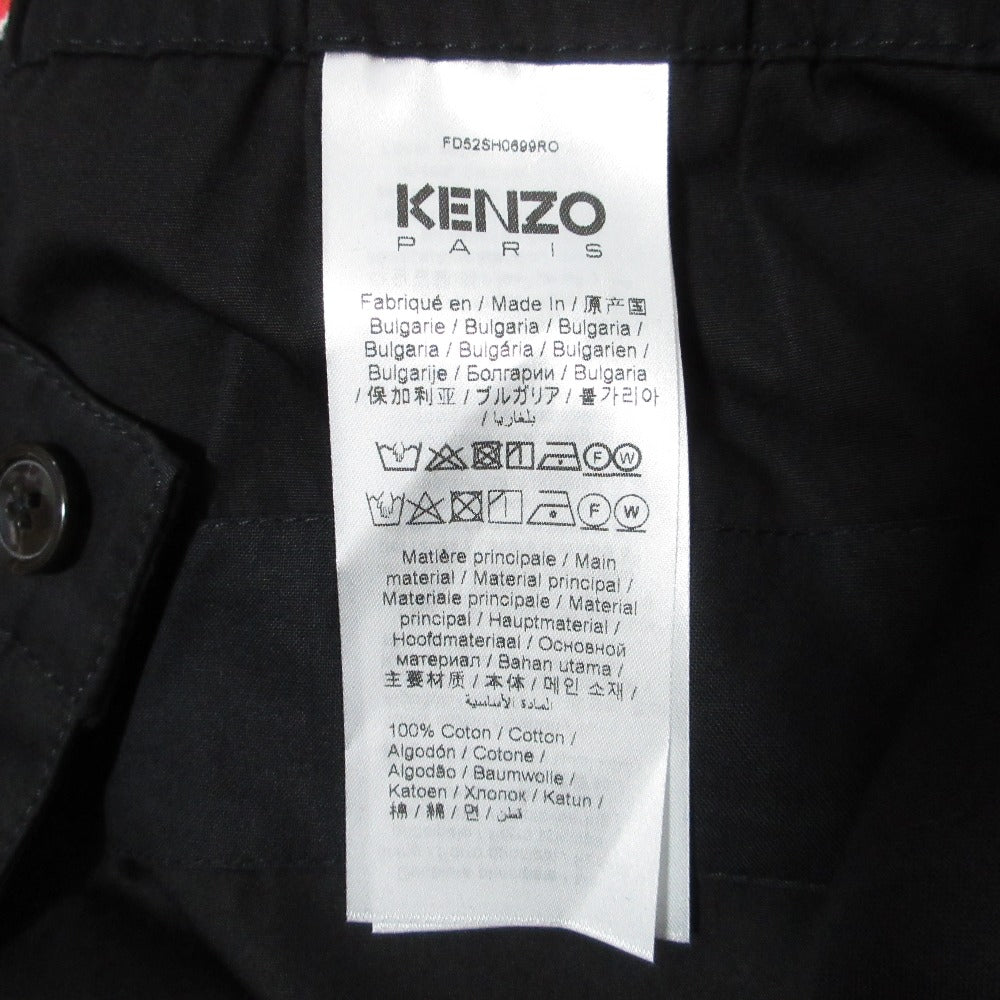 FD52SH0699RO
KENZO
PARIS
Fabriqué en / Made In / 原产国
Bulgarie / Bulgaria / Bulgaria /
Bulgaria / Bulgária / Bulgarien /
Bulgarije / Болгарии / Bulgaria
/ 保加利亚 / ブルガリア / 불가리아
/ بلغاريا
F W
F W
Matière principale / Main
material / Material principal /
Materiale principale / Material
principal / Hauptmaterial /
Hoofdmateriaal / Основной
материал / Bahan utama /
主要材质 / 本体 / 메인 소재 /
المادة الأساسية
100% Coton / Cotton /
Algodón / Cotone /
Algodão / Baumwolle /
Katoen / Хлопок / Katun /
棉 / 綿 / 면 / قطن